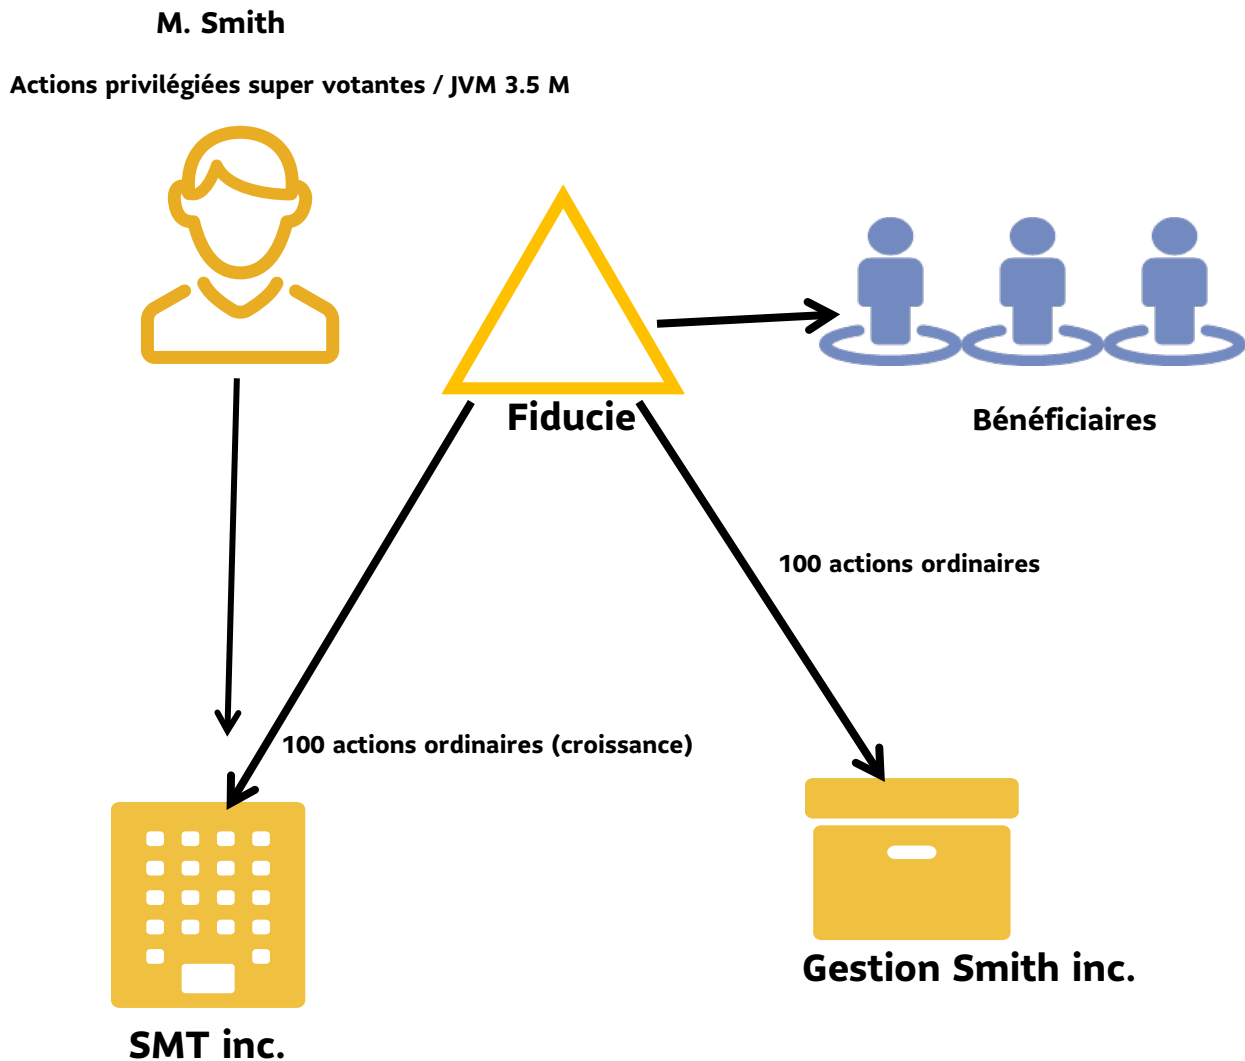 M. Smith
Actions privilégiées super votantes / JVM 3.5 M
Fiducie
Bénéficiaires
100 actions ordinaires
100 actions ordinaires (croissance)
Gestion Smith inc.
SMT inc.